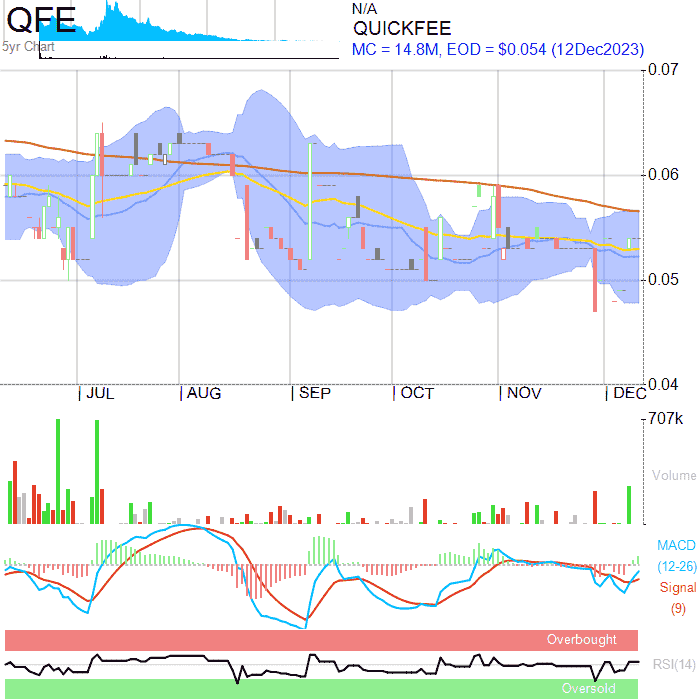 QFE
5yr Chart
N/A
QUICKFEE
MC = 14.8M, EOD = $0.054 (12Dec2023)
0.07
0.06
0.05
0.04
JUL AUG SEP OCT NOV DEC
707k
Volume
MACD
(12-26)
Signal
(9)
Overbought
RSI(14)
Oversold